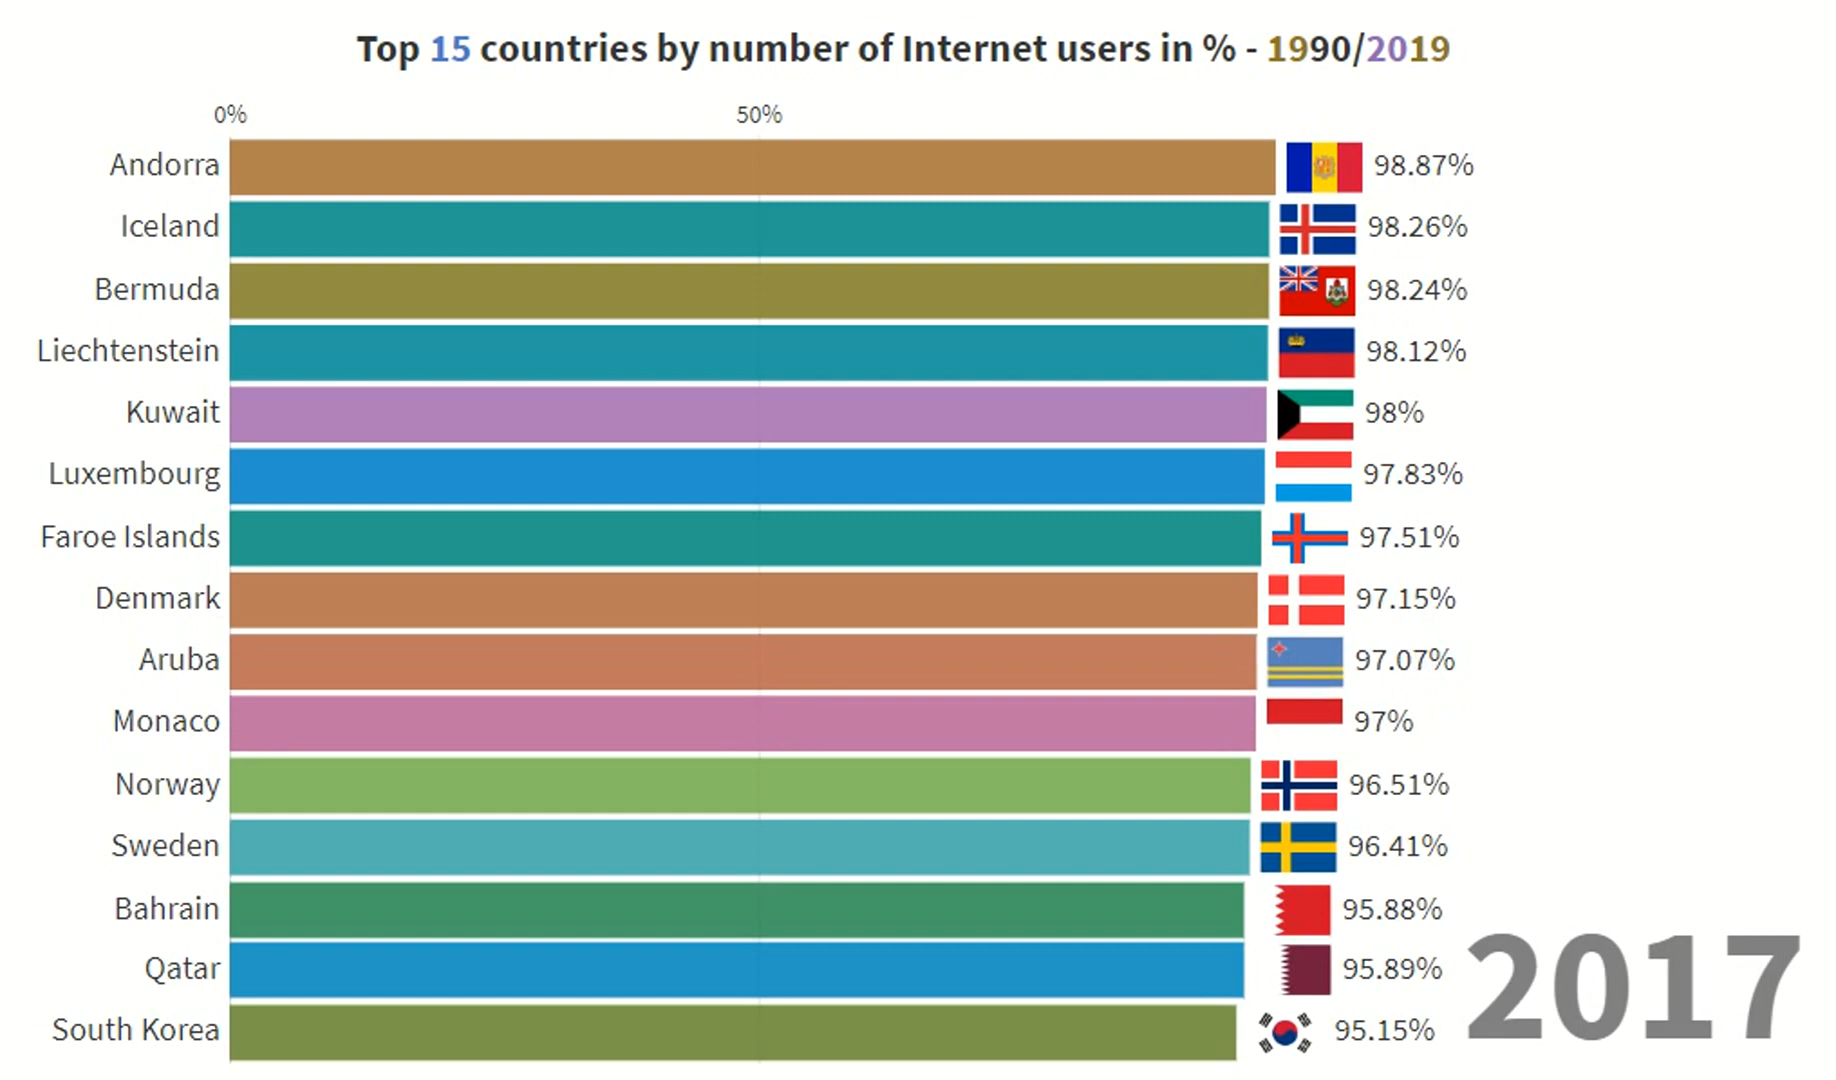 Top 15 countries by number of Internet users in % - 1990/2019
0% 50%
Andorra 98.87%
Iceland 98.26%
Bermuda 98.24%
Liechtenstein 98.12%
Kuwait 98%
Luxembourg 97.83%
Faroe Islands 97.51%
Denmark 97.15%
Aruba 97.07%
Monaco 97%
Norway 96.51%
Sweden 96.41%
Bahrain 95.88%
Qatar 95.89%
South Korea 95.15%
2017